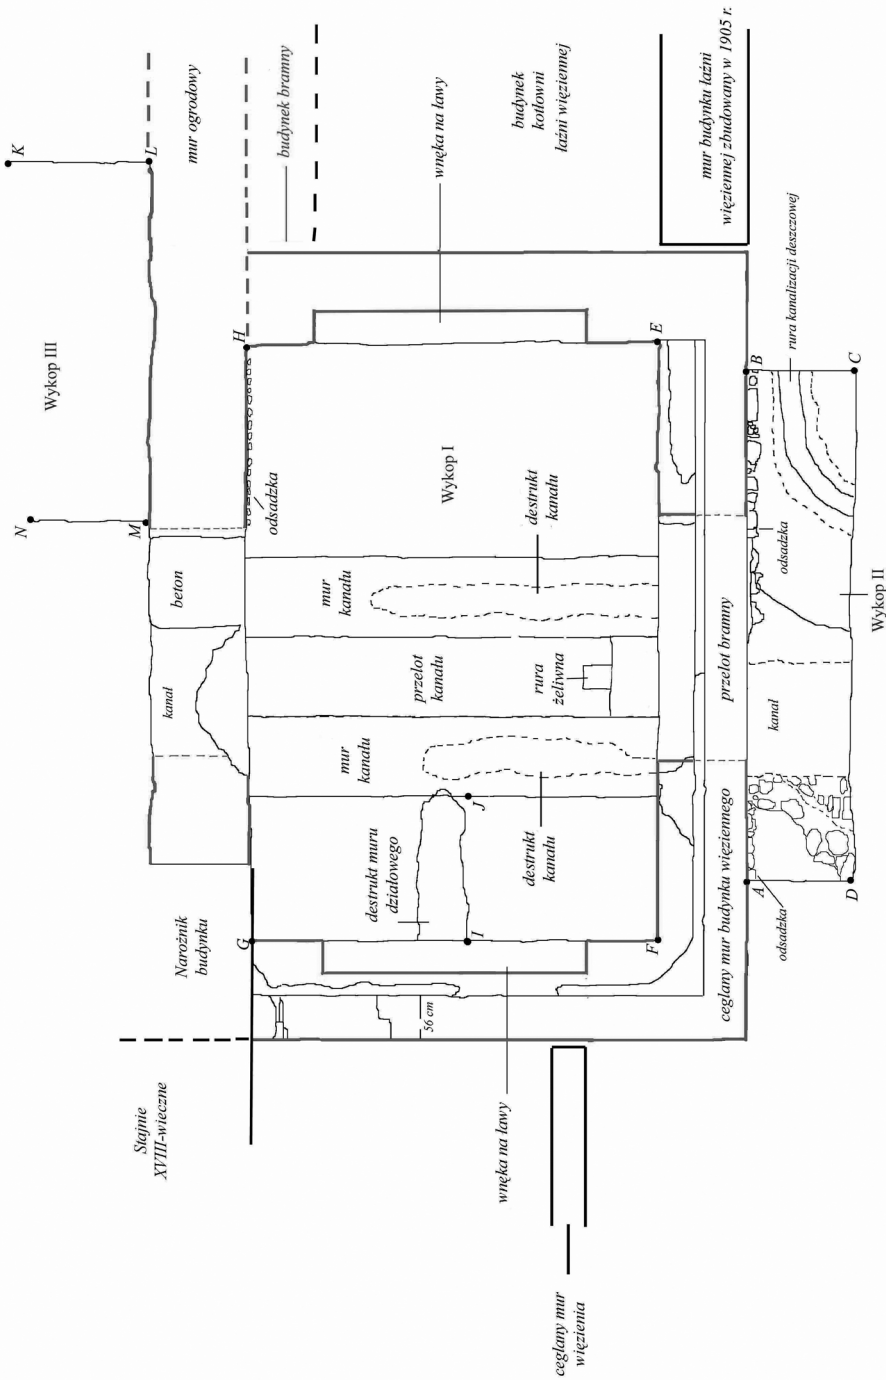 K
L
Wykop III
N
M
mur ogrodowy
budynek bramny
wnęka na ławy
budynek
kotłowni
łaźni więziennej
mur budynku łaźni
więziennej zbudowany w 1905 r.
H
E
B
C
rura kanalizacji deszczowej
odsadzka
Wykop I
destrukt
kanału
odsadzka
Wykop II
beton
mur
kanału
kanał
przelot
kanału
rura
żeliwna
przelot bramny
kanał
mur
kanału
J
destrukt
kanału
destrukt muru
działowego
Narożnik
budynku
G
I
F
ceglany mur budynku więziennego
A
D
odsadzka
56 cm
Stajnie
XVIII-wieczne
wnęka na ławy
ceglany mur
więzienia